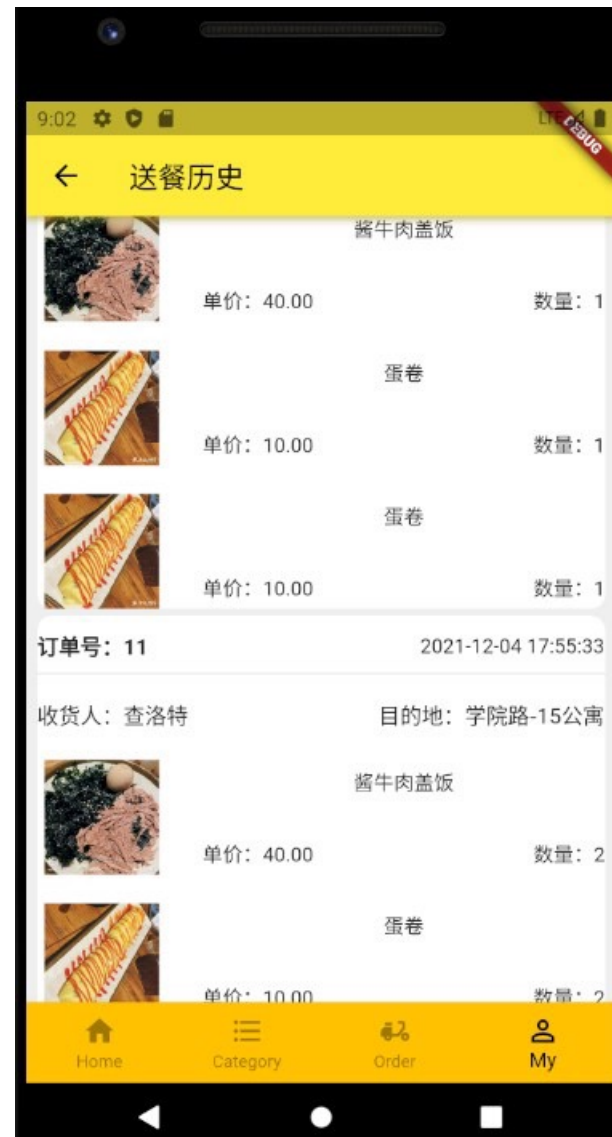 9:02 LTE
DEBUG
送餐历史
酱牛肉盖饭
单价：40.00 数量：1
蛋卷
单价：10.00 数量：1
蛋卷
单价：10.00 数量：1
订单号：11 2021-12-04 17:55:33
收货人：查洛特 目的地：学院路-15公寓
酱牛肉盖饭
单价：40.00 数量：2
蛋卷
单价：10.00 数量：2
Home Category Order My